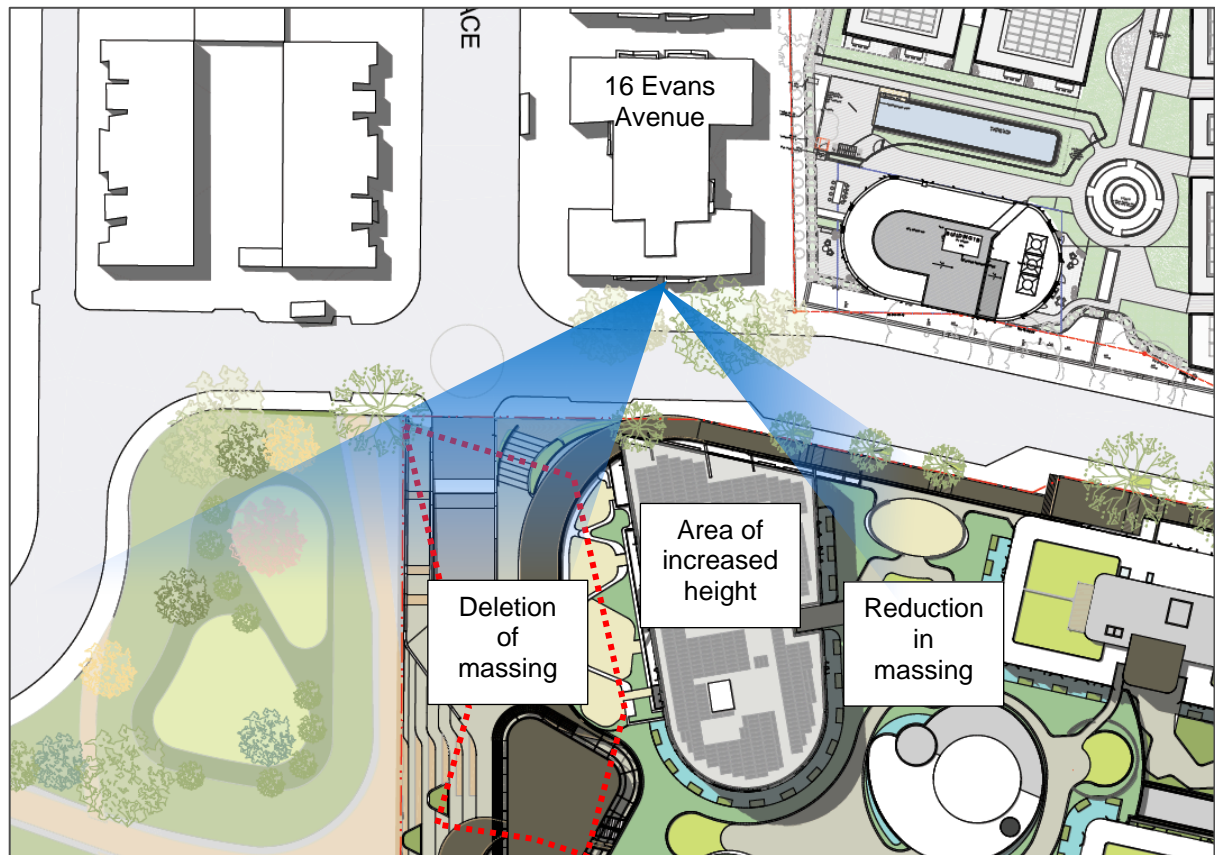 ACE
16 Evans
Avenue
Area of
increased
height
Deletion
of
massing
Reduction
in
massing